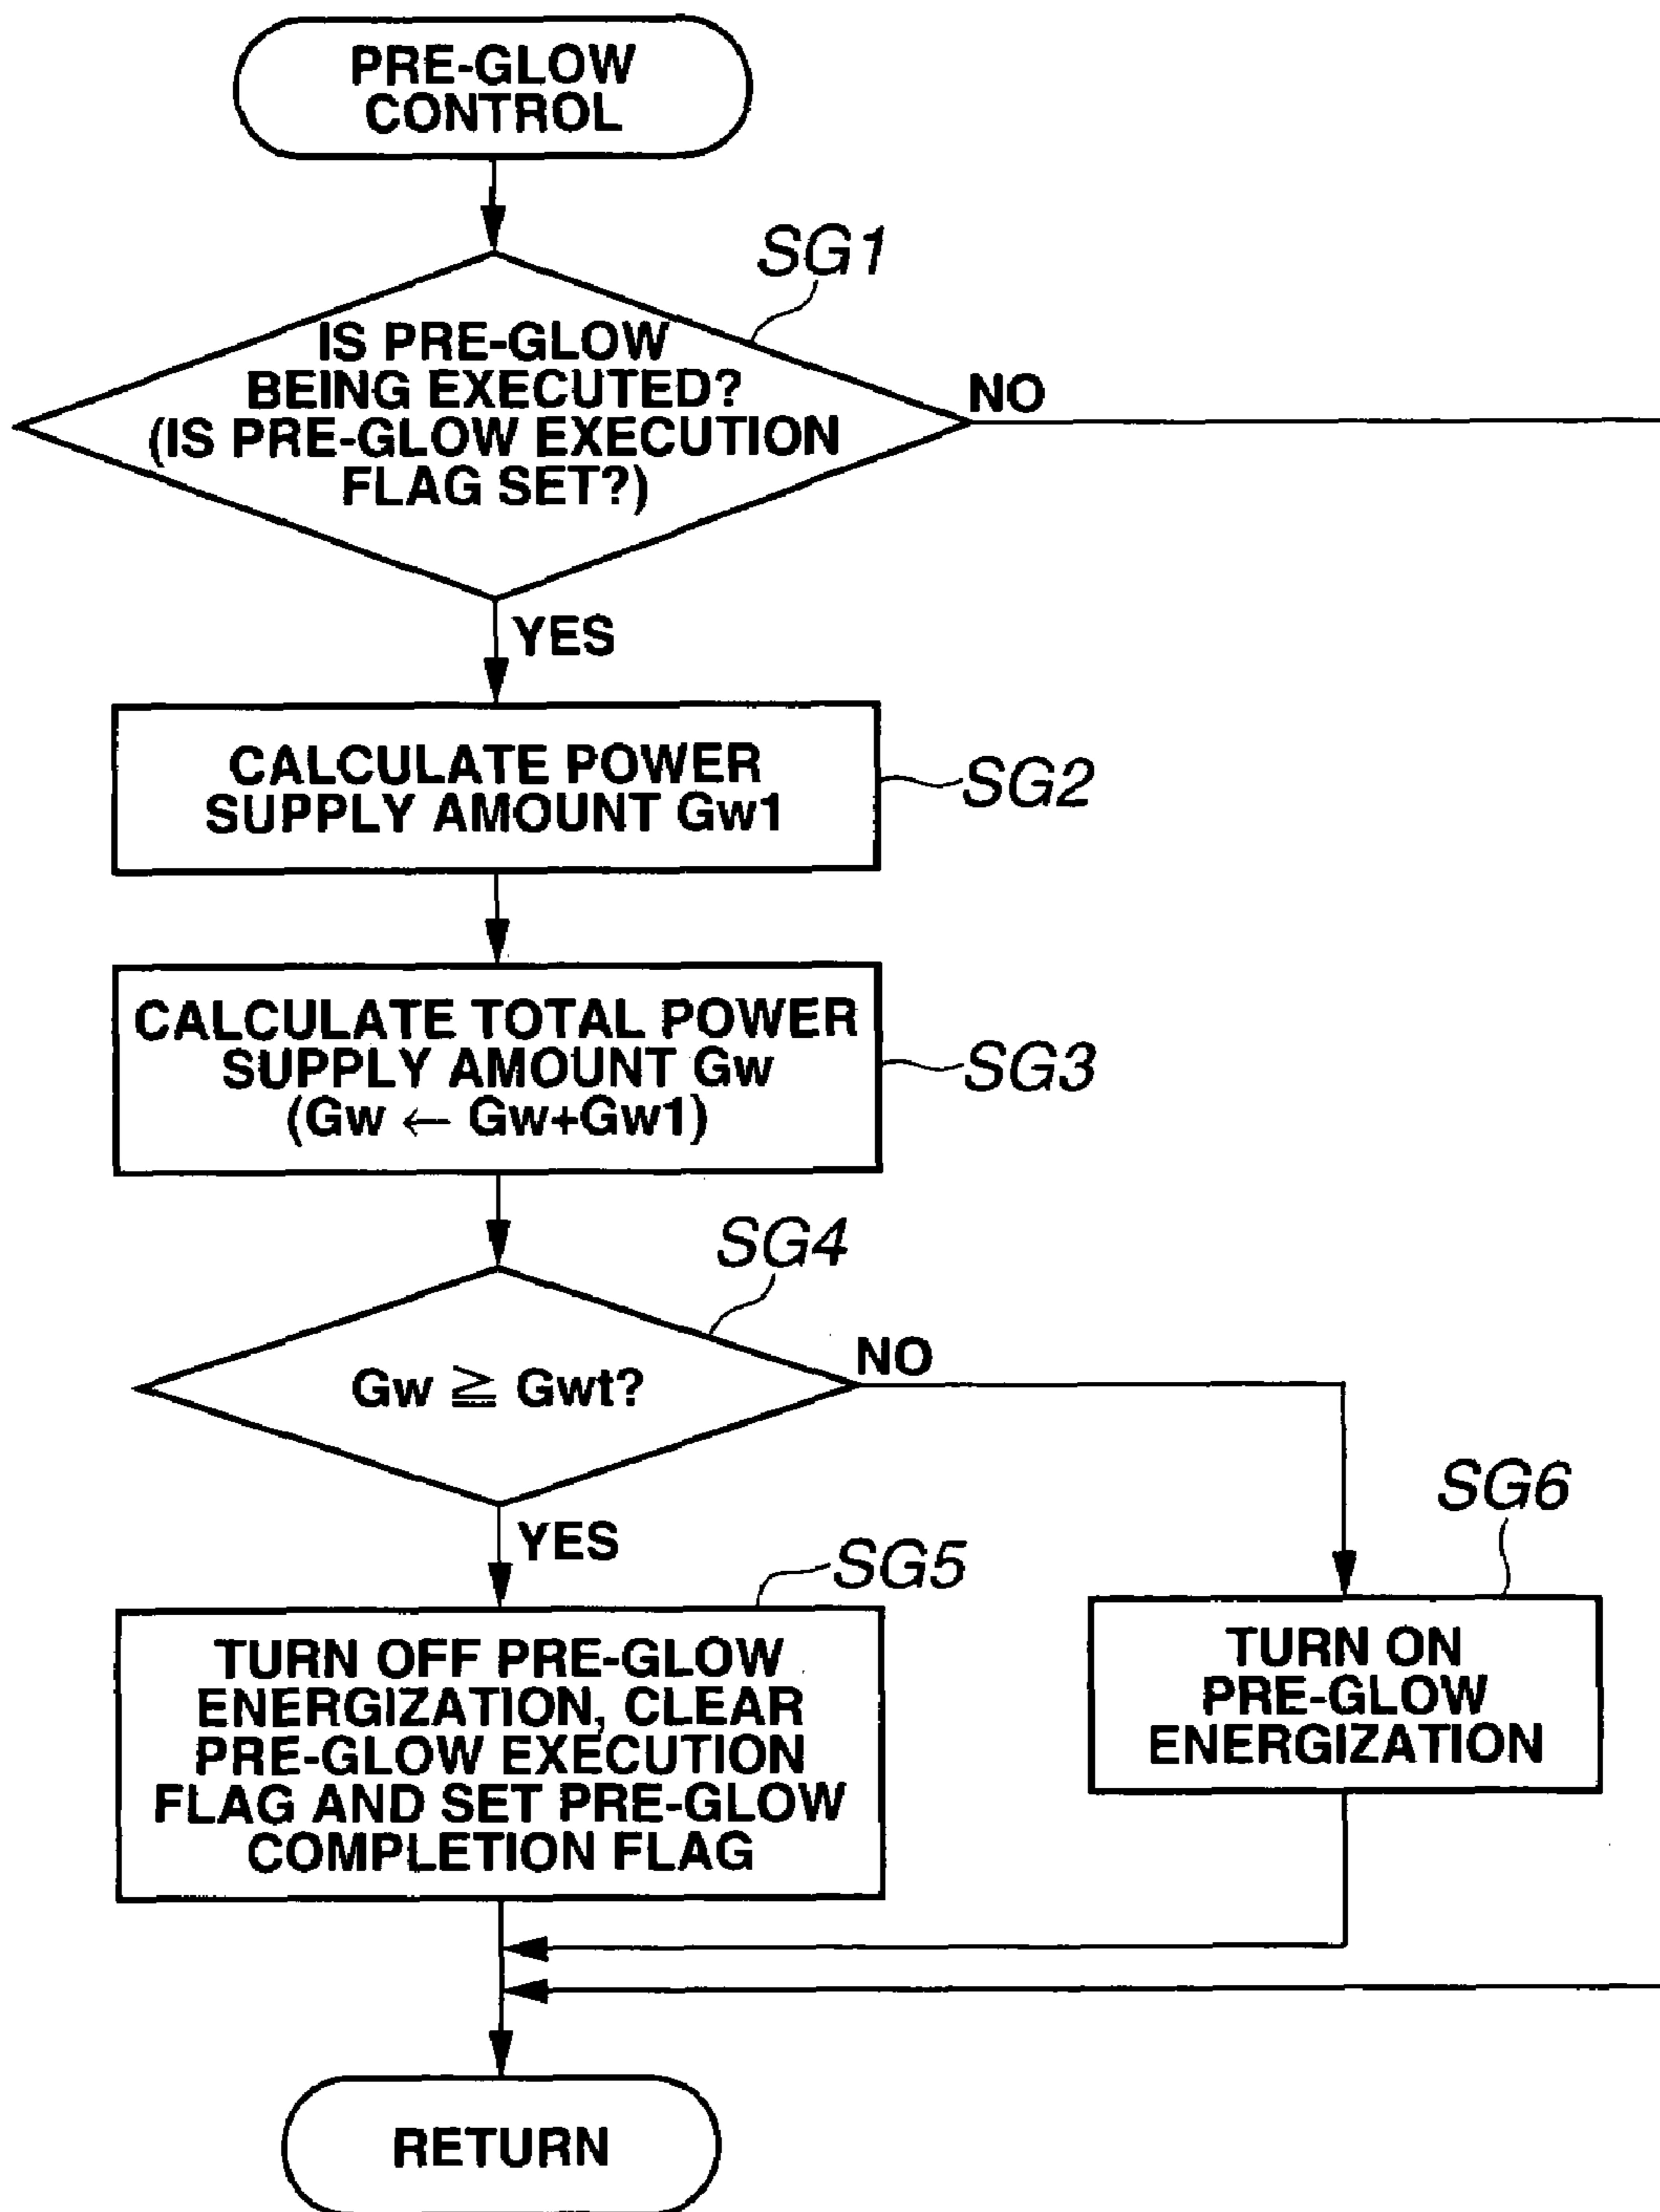 PRE-GLOW
CONTROL
SG1
IS PRE-GLOW
BEING EXECUTED?
(IS PRE-GLOW EXECUTION
FLAG SET?)
NO
YES
CALCULATE POWER
SUPPLY AMOUNT Gw1
SG2
CALCULATE TOTAL POWER
SUPPLY AMOUNT Gw
(Gw ← Gw+Gw1)
SG3
SG4
Gw ≧ Gwt?
NO
YES
SG5
TURN OFF PRE-GLOW
ENERGIZATION, CLEAR
PRE-GLOW EXECUTION
FLAG AND SET PRE-GLOW
COMPLETION FLAG
SG6
TURN ON
PRE-GLOW
ENERGIZATION
RETURN